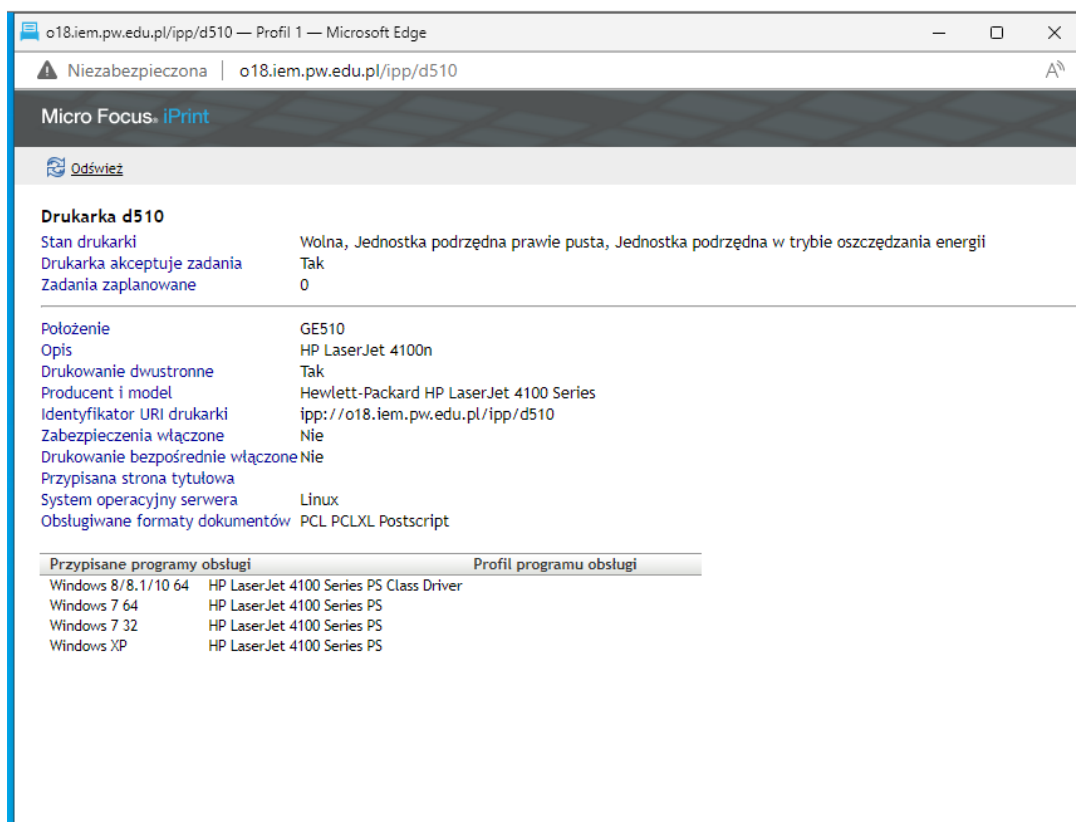 o18.iem.pw.edu.pl/ipp/d510 — Profil 1 — Microsoft Edge
Niezabezpieczona | o18.iem.pw.edu.pl/ipp/d510
Micro Focus® iPrint
Odśwież
Drukarka d510
Stan drukarki Wolna, Jednostka podrzędna prawie pusta, Jednostka podrzędna w trybie oszczędzania energii
Drukarka akceptuje zadania Tak
Zadania zaplanowane 0
Położenie GE510
Opis HP LaserJet 4100n
Drukowanie dwustronne Tak
Producent i model Hewlett-Packard HP LaserJet 4100 Series
Identyfikator URI drukarki ipp://o18.iem.pw.edu.pl/ipp/d510
Zabezpieczenia włączone Nie
Drukowanie bezpośrednie włączone Nie
Przypisana strona tytułowa
System operacyjny serwera Linux
Obsługiwane formaty dokumentów PCL PCLXL Postscript
Przypisane programy obsługi Profil programu obsługi
Windows 8/8.1/10 64 HP LaserJet 4100 Series PS Class Driver
Windows 7 64 HP LaserJet 4100 Series PS
Windows 7 32 HP LaserJet 4100 Series PS
Windows XP HP LaserJet 4100 Series PS